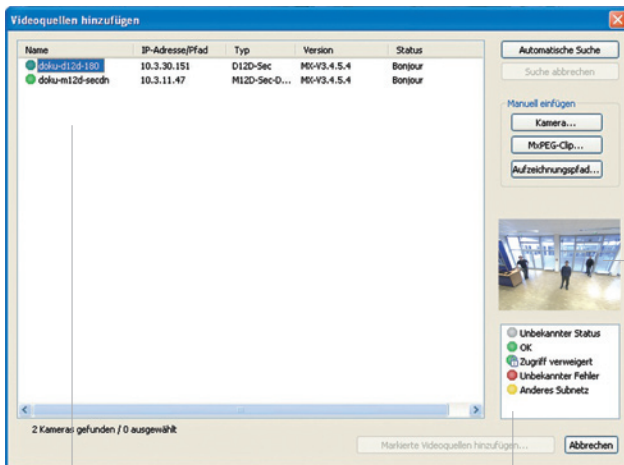 Videoquellen hinzufügen
Name IP-Adresse/Pfad Typ Version Status
doku-d12d-180 10.3.30.151 D12D-Sec MX-V3.4.5.4 Bonjour
doku-m12d-secdn 10.3.11.47 M12D-Sec-D... MX-V3.4.5.4 Bonjour
2 Kameras gefunden / 0 ausgewählt
Automatische Suche
Suche abbrechen
Manuell einfügen
Kamera...
MxPEG-Clip...
Aufzeichnungspfad...
Unbekannter Status
OK
Zugriff verweigert
Unbekannter Fehler
Anderes Subnetz
Markierte Videoquellen hinzufügen...
Abbrechen